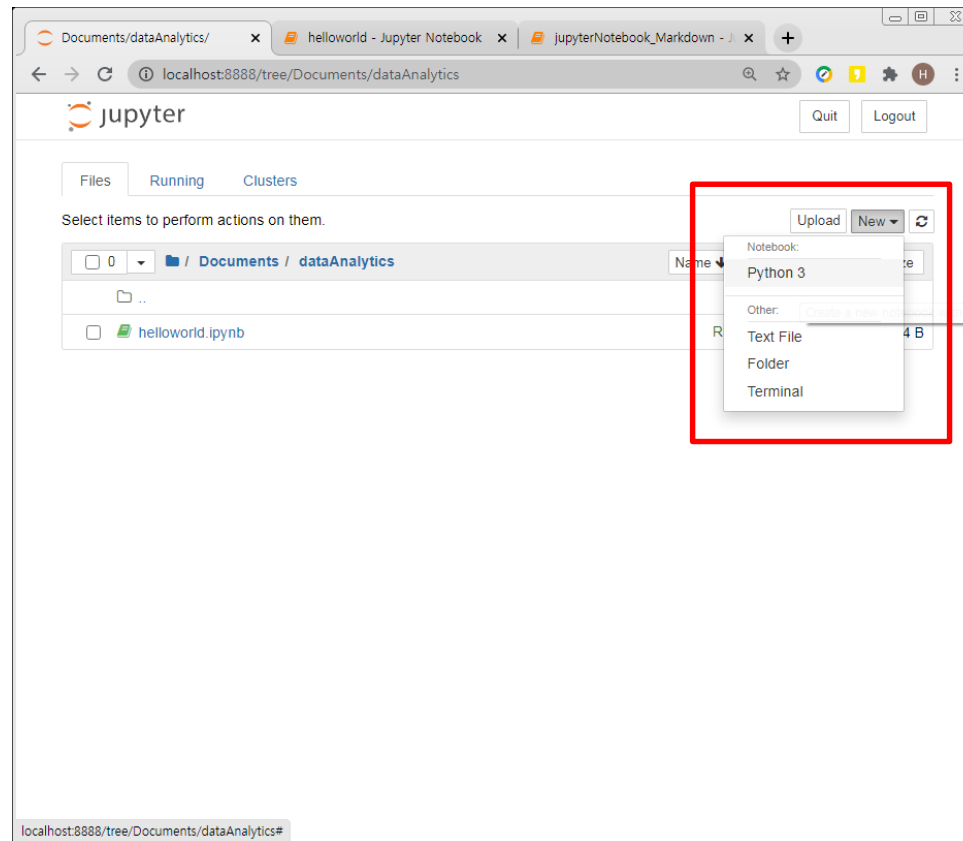 Documents/dataAnalytics/
helloworld - Jupyter Notebook
jupyterNotebook_Markdown - J
localhost:8888/tree/Documents/dataAnalytics
H
jupyter
Quit
Logout
Files
Running
Clusters
Select items to perform actions on them.
Upload
New
0
/ Documents / dataAnalytics
Name
Notebook:
Python 3
Other:
Text File
Folder
Terminal
..
helloworld.ipynb
4 B
localhost:8888/tree/Documents/dataAnalytics#